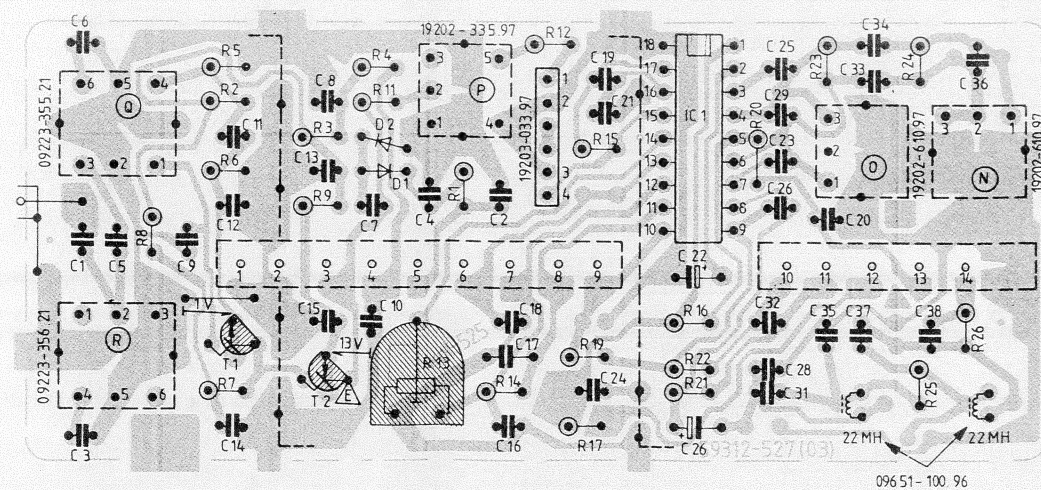 C6
R5
R4
19202-335.97
R12
C34
09223-355.21
6 5 4
Q
3 2 1
R2
C11
R6
C12
C8
R11
R3
D2
C13
D1
R9
C7
C4
3 5
2
P
1 4
R1
C2
1
2
3
4
19203-033.97
C19
C21
R15
18 1
17 2
16 3
15 4
14 5
13 6
12 7
11 8
10 9
IC1
R20
C25
C29
C23
C26
R23
C33
R24
C36
3
2
1
O
19202-610.97
3 2 1
N
19202-610.97
C20
C1
C5
R8
C9
1 2 3 4 5 6 7 8 9
C22
+
10 11 12 13 14
09223-356.21
1 2 3
R
4 5 6
1V
T1
R7
C14
C3
C15
C10
13V
T2
E
R13
C18
C17
R14
C16
R19
C24
R17
R16
R22
R21
+
C26
C32
C28
C31
C35
C37
C38
R26
R25
22MH
22MH
525
69312-527(03)
09651-100.96